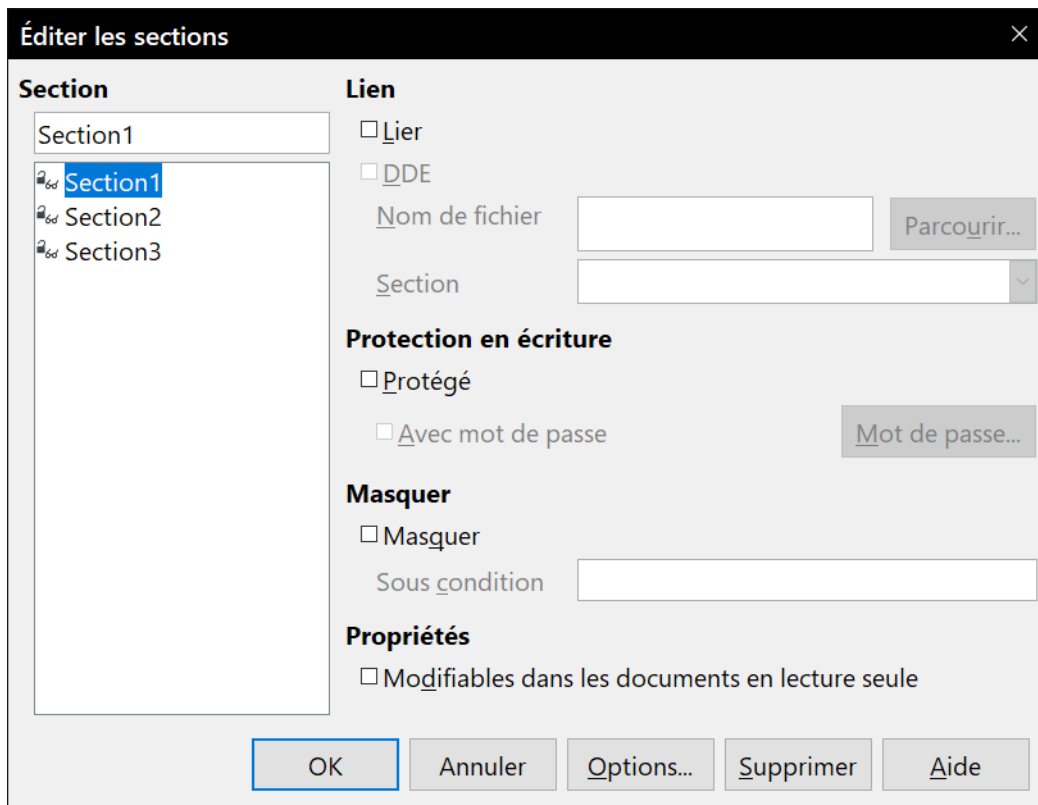 Éditer les sections
Section
Section1
Section1
Section2
Section3
Lien
Lier
DDE
Nom de fichier
Parcourir...
Section
Protection en écriture
Protégé
Avec mot de passe
Mot de passe...
Masquer
Masquer
Sous condition
Propriétés
Modifiables dans les documents en lecture seule
OK
Annuler
Options...
Supprimer
Aide